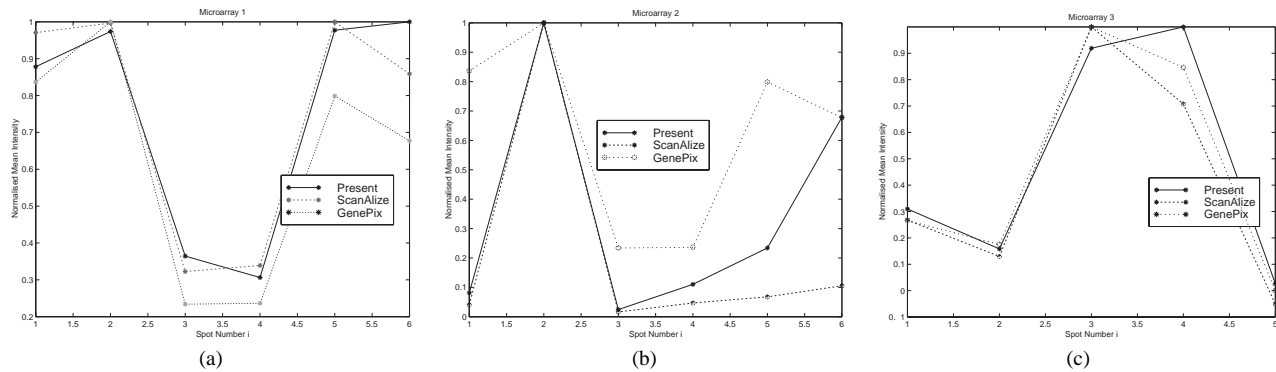 Microarray 1
1
0.9
0.8
0.7
0.6
0.5
0.4
0.3
0.2
Normalised Mean Intensity
Present
ScanAlize
GenePix
1 1.5 2 2.5 3 3.5 4 4.5 5 5.5 6
Spot Number i
(a)
Microarray 2
1
0.9
0.8
0.7
0.6
0.5
0.4
0.3
0.2
0.1
0
Normalised Mean Intensity
Present
ScanAlize
GenePix
1 1.5 2 2.5 3 3.5 4 4.5 5 5.5 6
Spot Number i
(b)
Microarray 3
0.9
0.8
0.7
0.6
0.5
0.4
0.3
0.2
0.1
0
0. 1
Normalised Mean Intensity
Present
ScanAlize
GenePix
1 1.5 2 2.5 3 3.5 4 4.5 5
Spot Number i
(c)